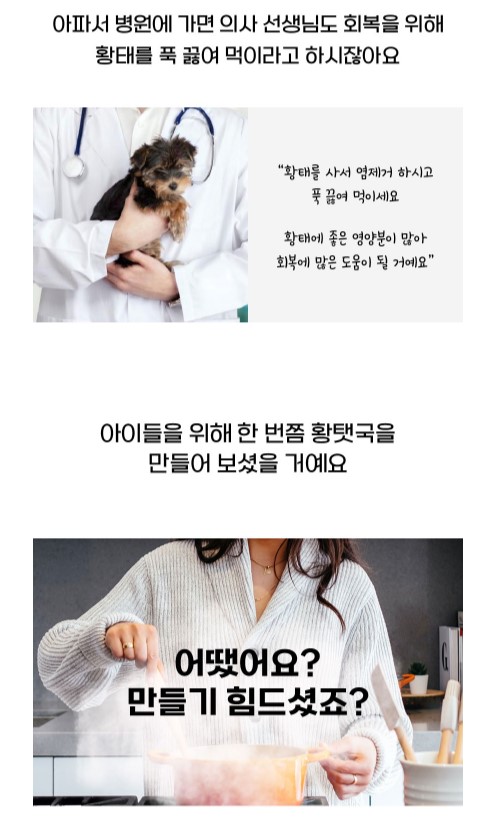 아파서 병원에 가면 의사 선생님도 회복을 위해
황태를 푹 끓여 먹이라고 하시잖아요
“황태를 사서 염제거 하시고
푹 끓여 먹이세요
황태에 좋은 영양분이 많아
회복에 많은 도움이 될 거예요”
아이들을 위해 한 번쯤 황탯국을
만들어 보셨을 거예요
어땠어요?
만들기 힘드셨죠?
G